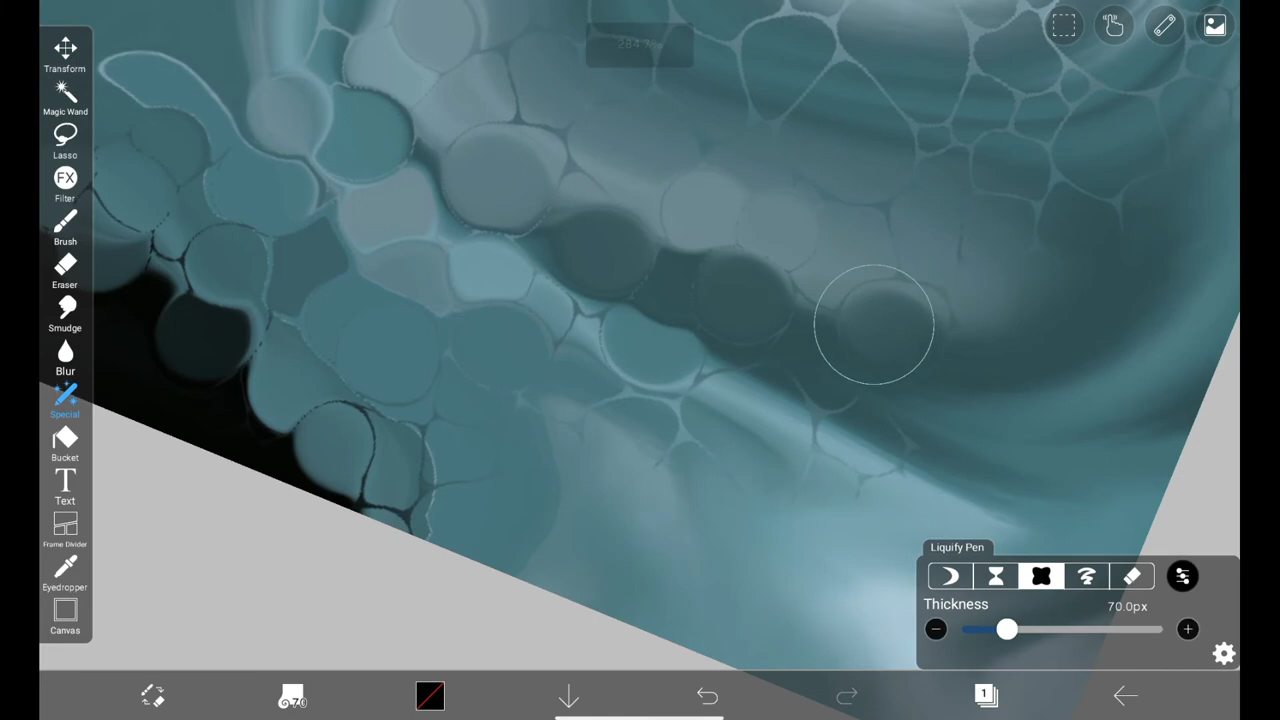 Transform
Magic Wand
Lasso
FX
Filter
Brush
Eraser
Smudge
Blur
Special
Bucket
T
Text
Frame Divider
Eyedropper
Canvas
Liquify Pen
Thickness 70.0px
70
1